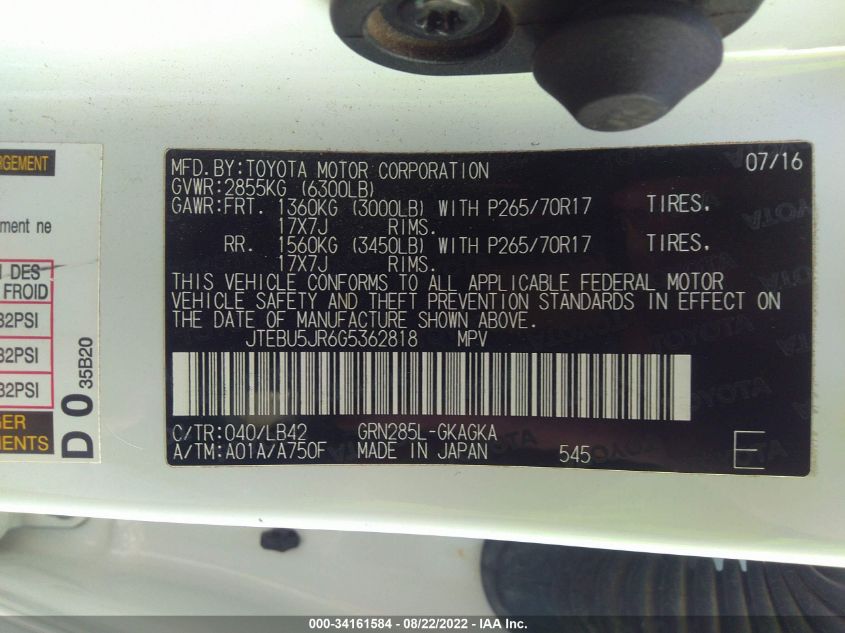 RGEMENT
ment ne
DES
FROID
32PSI
32PSI
32PSI
GER
MENTS
D 0 35B20
MFD.BY:TOYOTA MOTOR CORPORATION 07/16
GVWR:2855KG (6300LB)
GAWR:FRT. 1360KG (3000LB) WITH P265/70R17 TIRES.
17X7J RIMS.
RR. 1560KG (3450LB) WITH P265/70R17 TIRES.
17X7J RIMS.
THIS VEHICLE CONFORMS TO ALL APPLICABLE FEDERAL MOTOR
VEHICLE SAFETY AND THEFT PREVENTION STANDARDS IN EFFECT ON
THE DATE OF MANUFACTURE SHOWN ABOVE.
JTEBU5JR6G5362818 MPV
C/TR:040/LB42 GRN285L-GKAGKA
A/TM:A01A/A750F MADE IN JAPAN 545 E
TOYOTA
TOYOTA
000-34161584 - 08/22/2022 - IAA Inc.